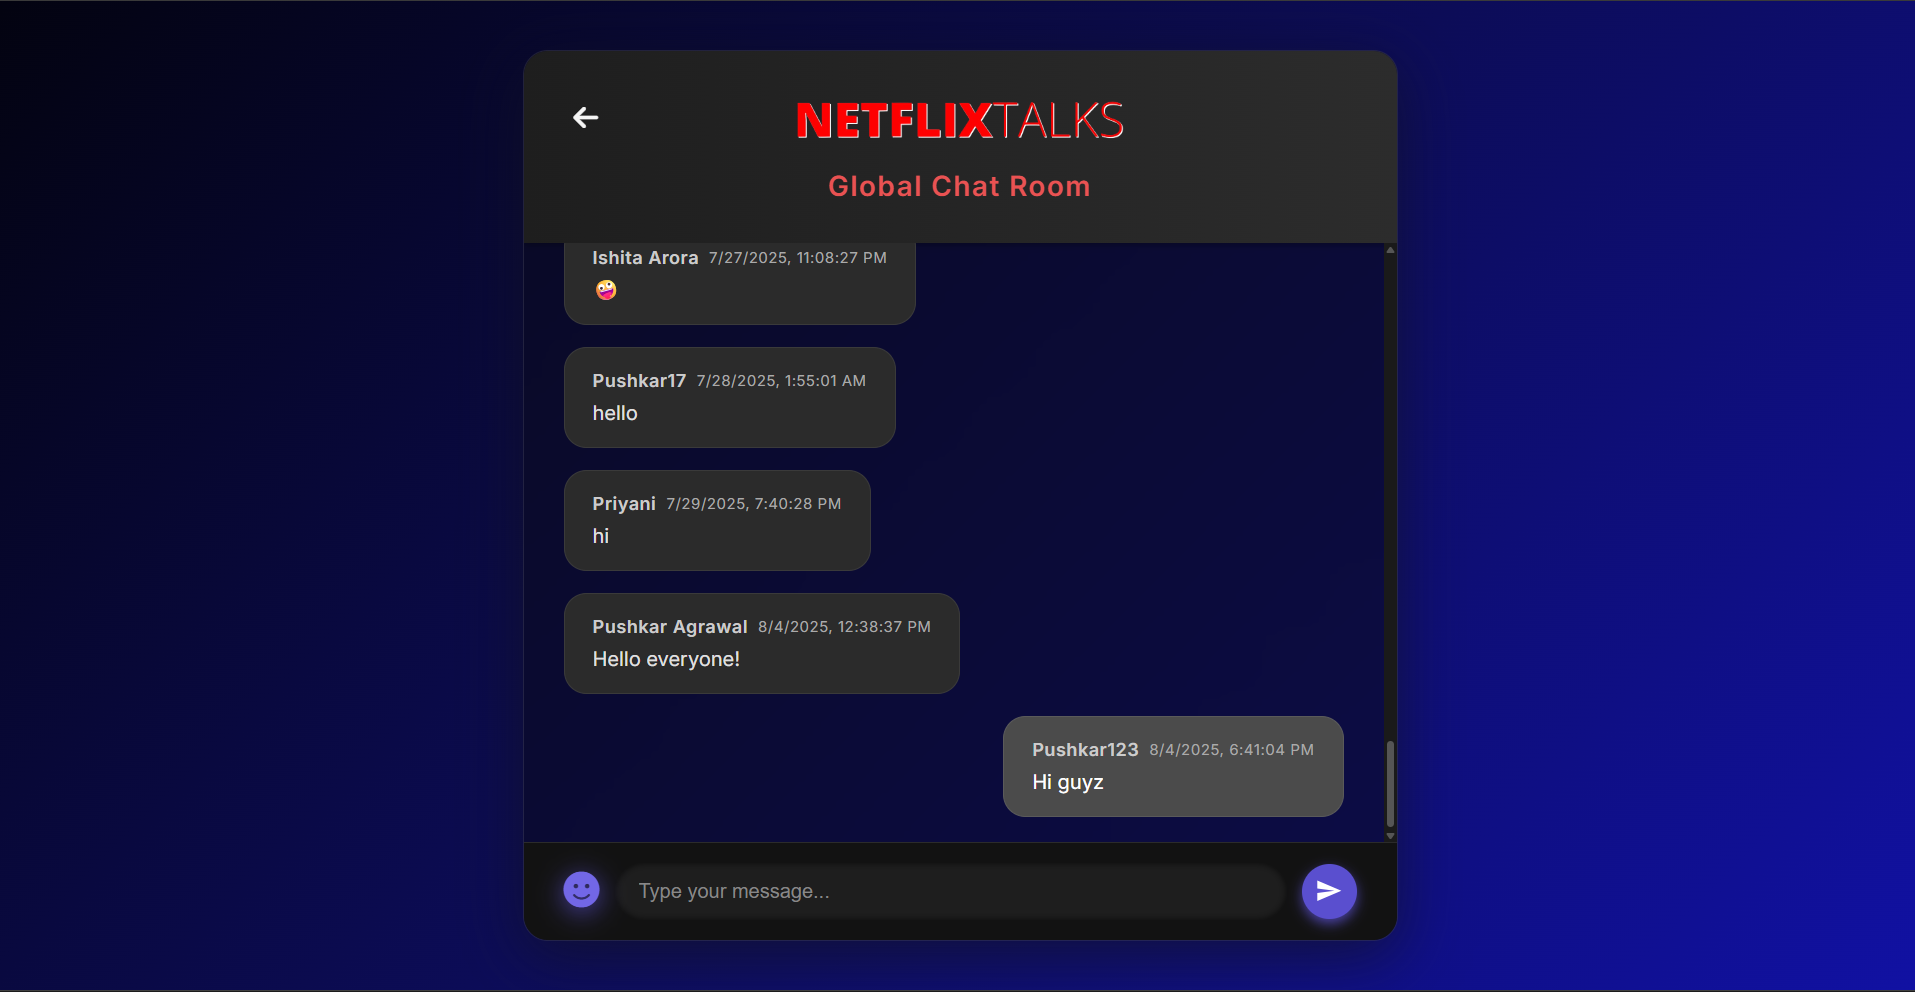 NETFLIXTALKS
Global Chat Room
Ishita Arora 7/27/2025, 11:08:27 PM
🤪
Pushkar17 7/28/2025, 1:55:01 AM
hello
Priyani 7/29/2025, 7:40:28 PM
hi
Pushkar Agrawal 8/4/2025, 12:38:37 PM
Hello everyone!
Pushkar123 8/4/2025, 6:41:04 PM
Hi guyz
Type your message...